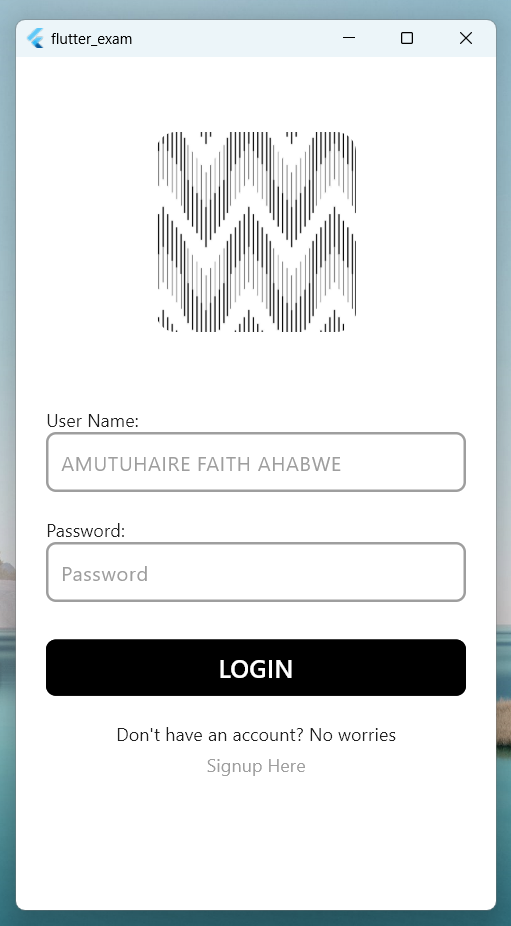 flutter_exam
User Name:
AMUTUHAIRE FAITH AHABWE
Password:
Password
LOGIN
Don't have an account? No worries
Signup Here